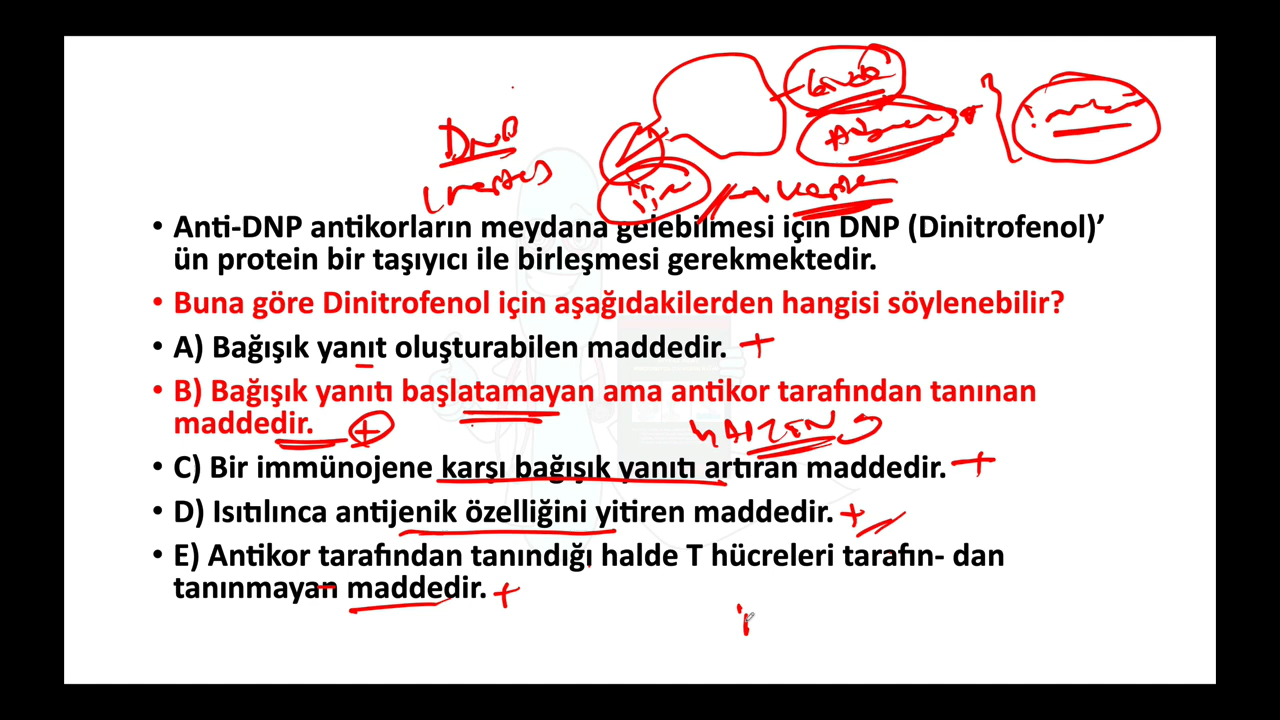 DNP
• Anti-DNP antikorların meydana gelebilmesi için DNP (Dinitrofenol)’
ün protein bir taşıyıcı ile birleşmesi gerekmektedir.
• Buna göre Dinitrofenol için aşağıdakilerden hangisi söylenebilir?
• A) Bağışık yanıt oluşturabilen maddedir.
• B) Bağışık yanıtı başlatamayan ama antikor tarafından tanınan
maddedir.
HAPTEN
• C) Bir immünojene karşı bağışık yanıtı artıran maddedir.
• D) Isıtılınca antijenik özelliğini yitiren maddedir.
• E) Antikor tarafından tanındığı halde T hücreleri tarafın- dan
tanınmayan maddedir.